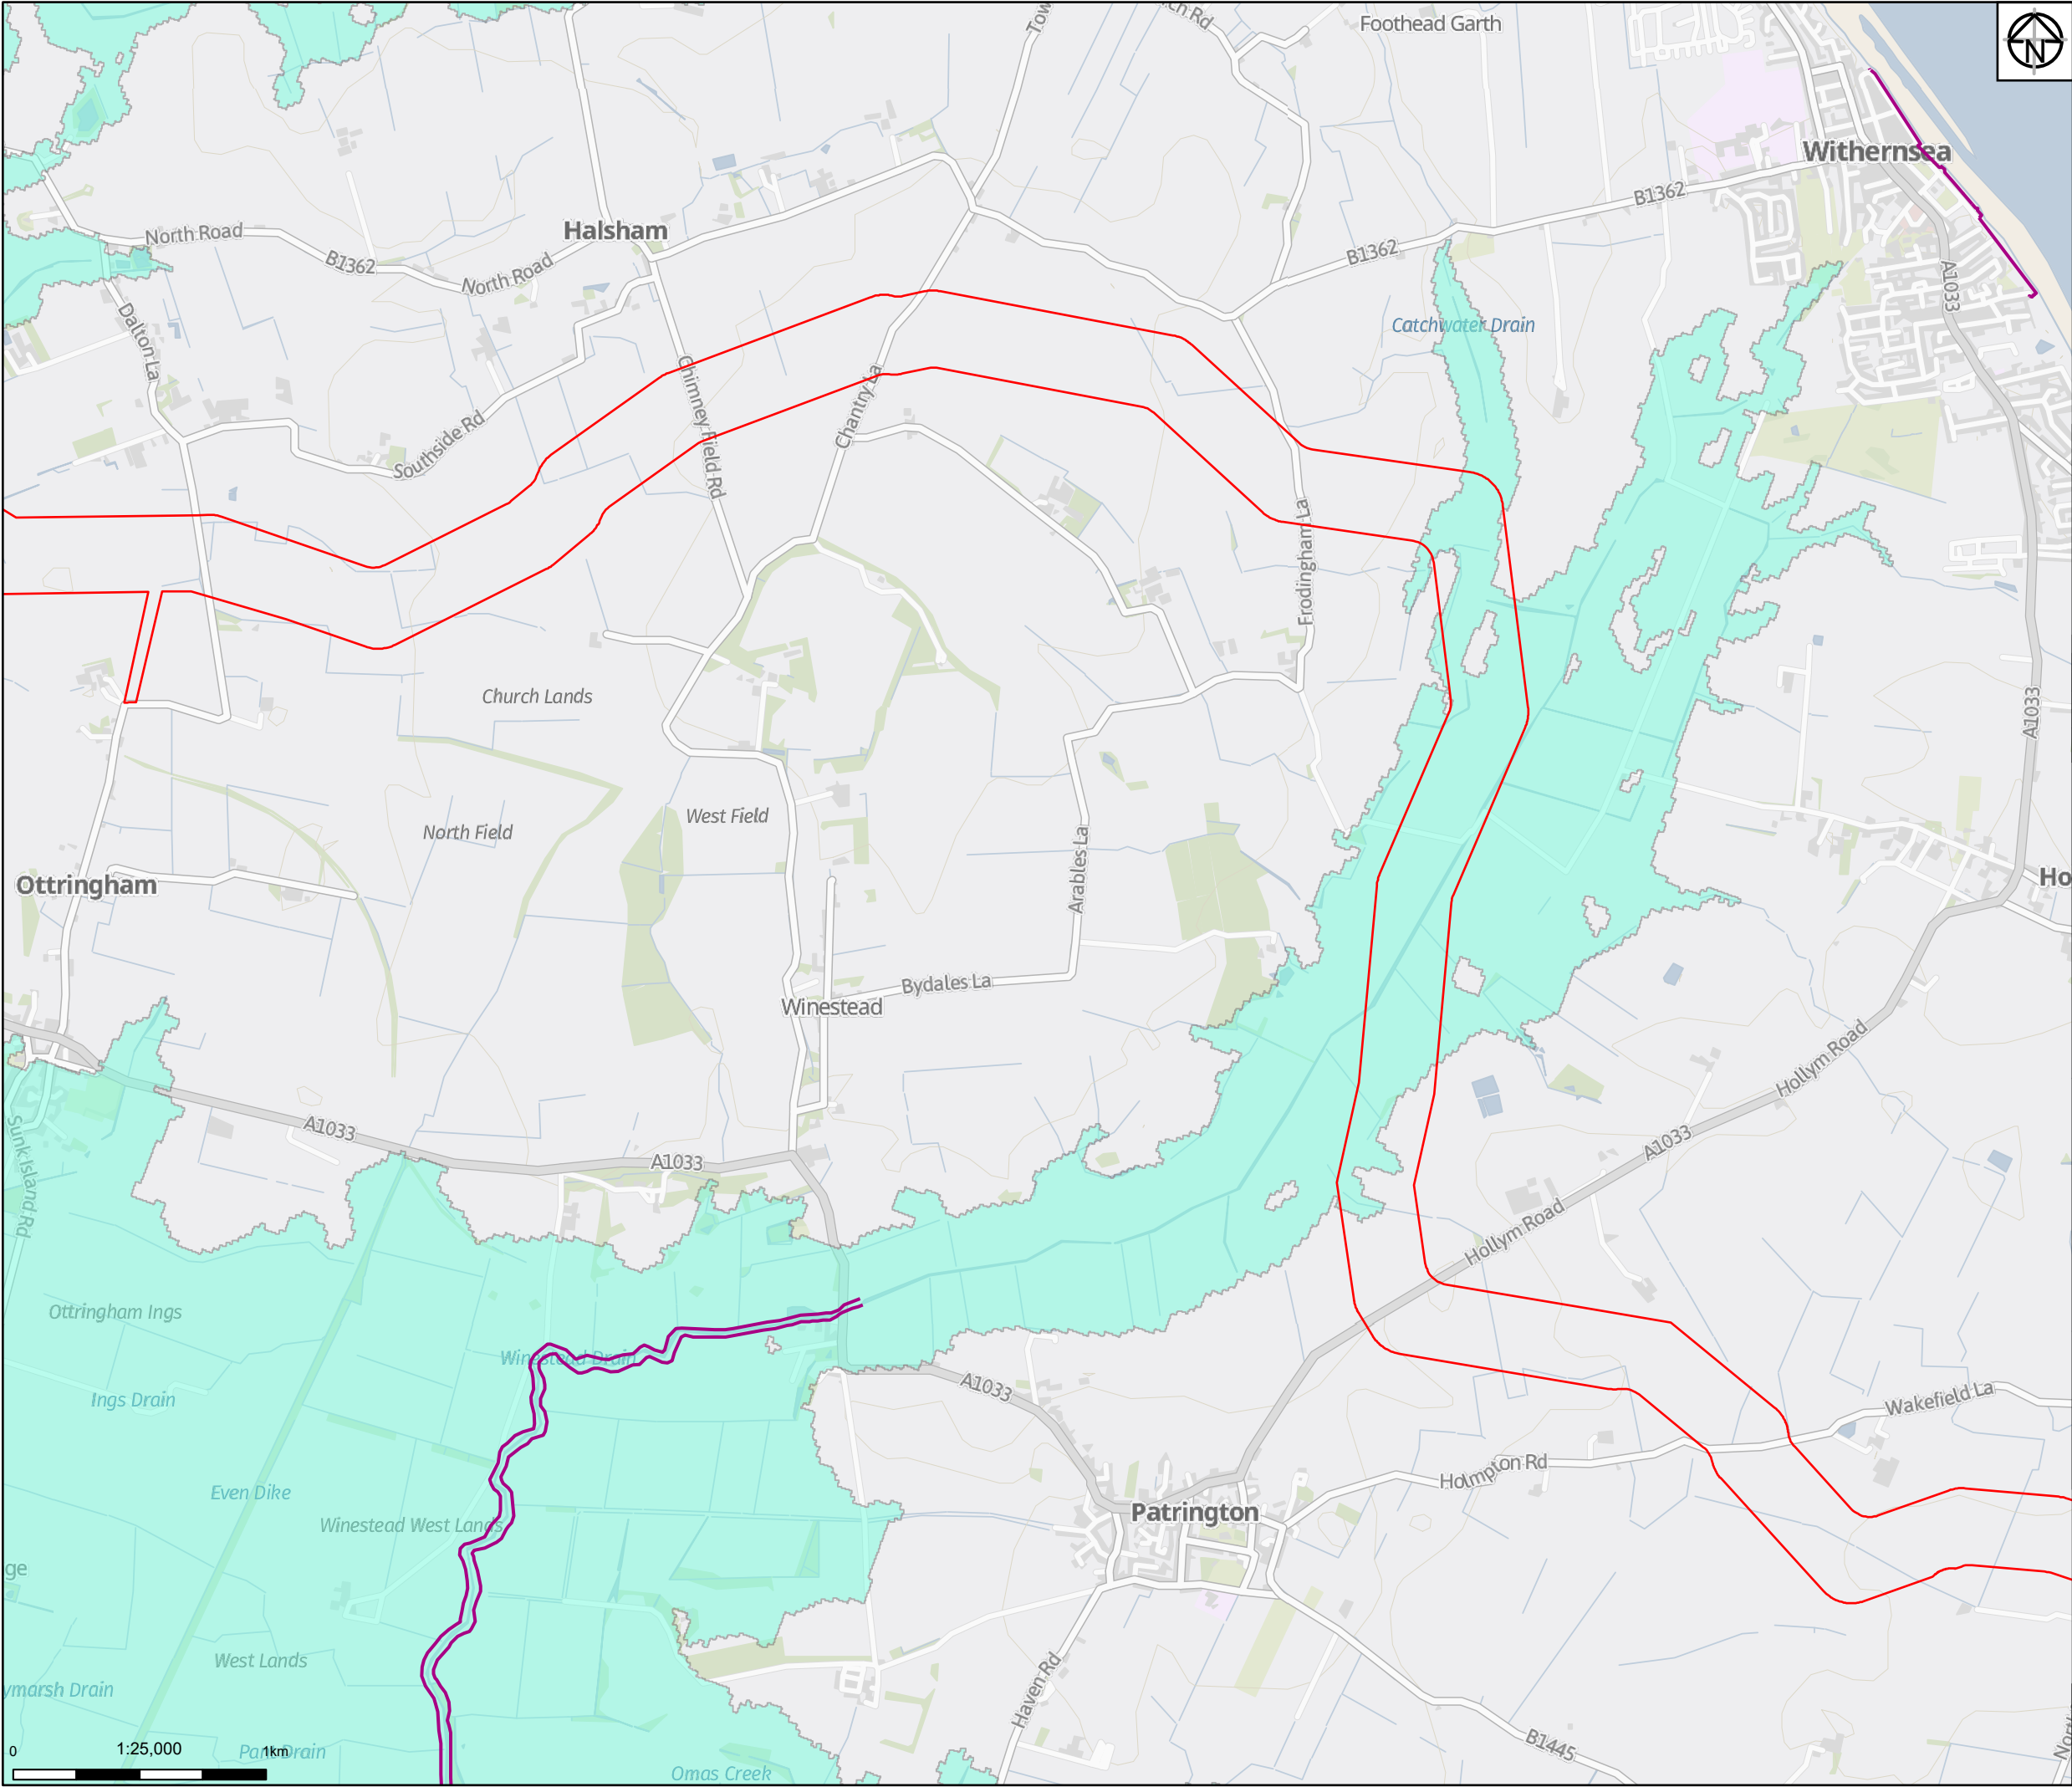 Tow
Foothead Garth
N
Withernsea
B1362
North Road
Halsham
B1362
North Road
B1362
A1033
Dalton La
Catchwater Drain
Chimney Field Rd
Chantry La
Southside Rd
Frodingham La
Church Lands
A1033
North Field
West Field
Arables La
Ottringham
Ho
Bydales La
Winestead
Hollym Road
A1033
A1033
A1033
Sunk Island Rd
Hollym Road
Ottringham Ings
Winestead Drain
Ings Drain
A1033
Wakefield La
Holmpton Rd
Even Dike
Winestead West Lands
Patrington
ge
West Lands
ymarsh Drain
Haven Rd
Pant Drain
B1445
Omas Creek
North
0
1:25,000
1km